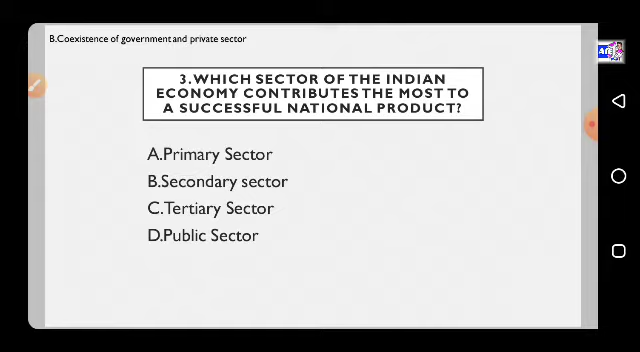 B.Coexistence of government and private sector
3.WHICH SECTOR OF THE INDIAN
ECONOMY CONTRIBUTES THE MOST TO
A SUCCESSFUL NATIONAL PRODUCT?
A.Primary Sector
B.Secondary sector
C.Tertiary Sector
D.Public Sector